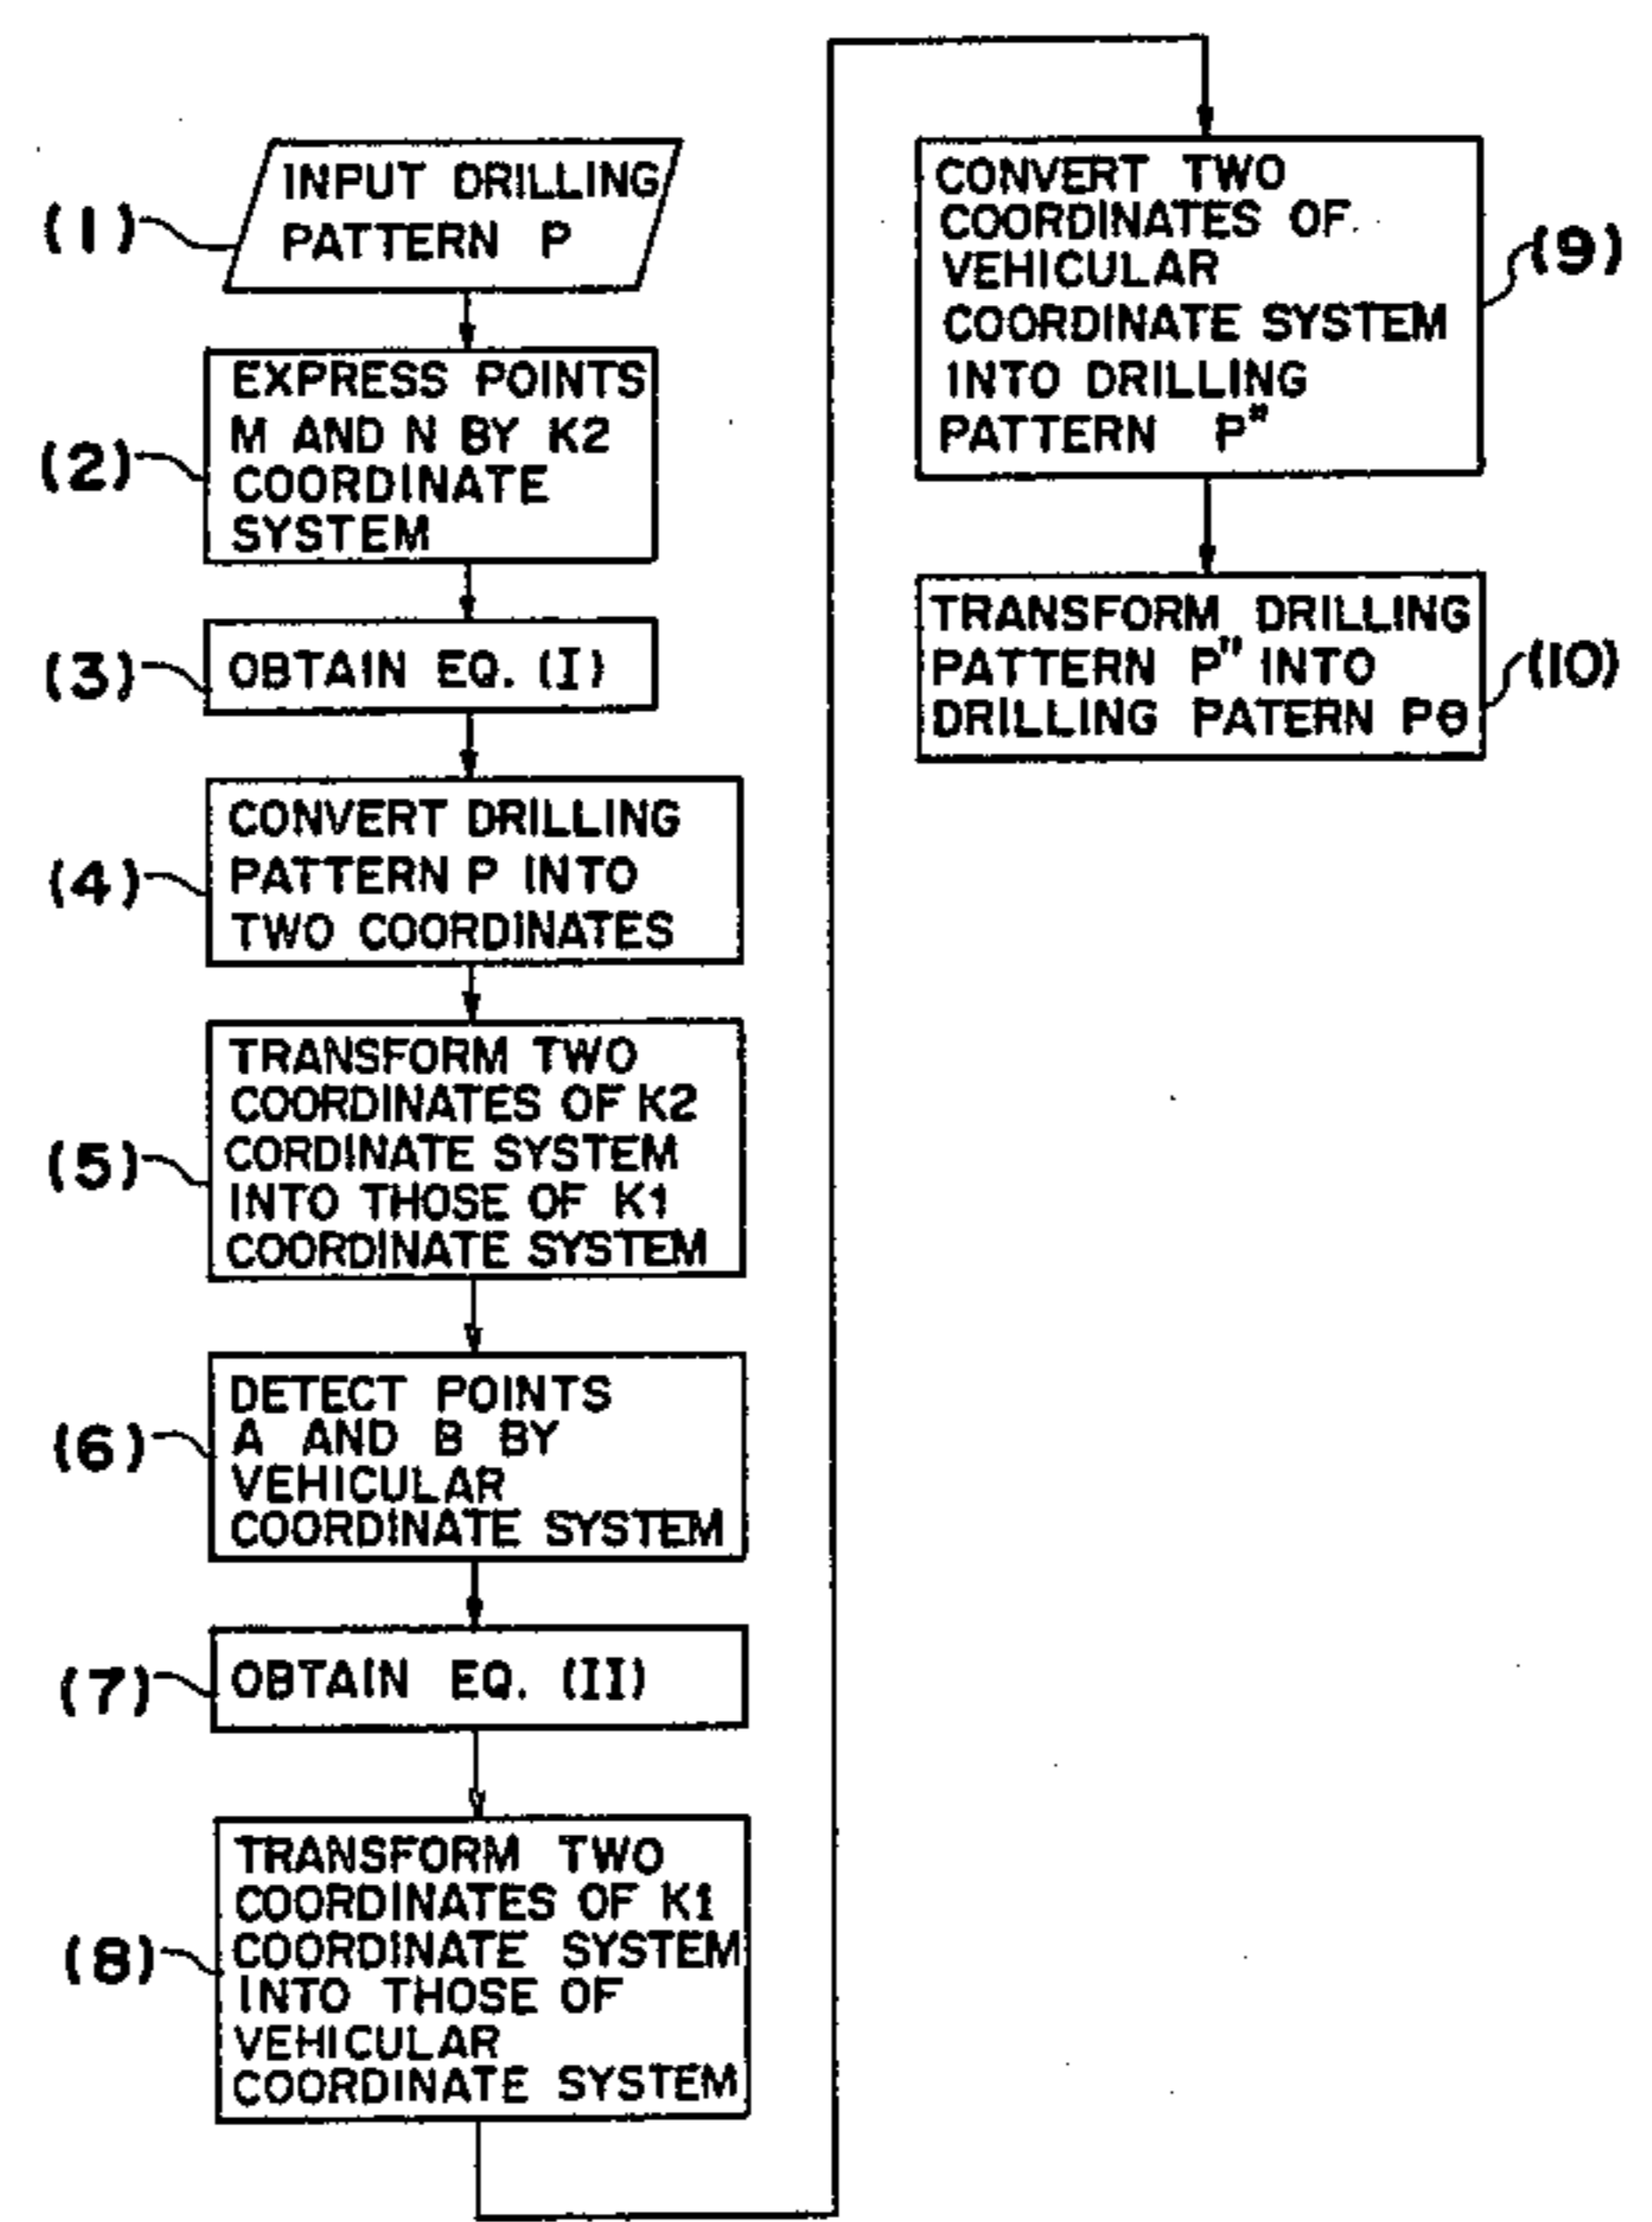 (1)
INPUT DRILLING
PATTERN P
(2)
EXPRESS POINTS
M AND N BY K2
COORDINATE
SYSTEM
(3)
OBTAIN EQ. (I)
(4)
CONVERT DRILLING
PATTERN P INTO
TWO COORDINATES
(5)
TRANSFORM TWO
COORDINATES OF K2
CORDINATE SYSTEM
INTO THOSE OF K1
COORDINATE SYSTEM
(6)
DETECT POINTS
A AND B BY
VEHICULAR
COORDINATE SYSTEM
(7)
OBTAIN EQ. (II)
(8)
TRANSFORM TWO
COORDINATES OF K1
COORDINATE SYSTEM
INTO THOSE OF
VEHICULAR
COORDINATE SYSTEM
(9)
CONVERT TWO
COORDINATES OF
VEHICULAR
COORDINATE SYSTEM
INTO DRILLING
PATTERN P"
(10)
TRANSFORM DRILLING
PATTERN P" INTO
DRILLING PATERN Pθ